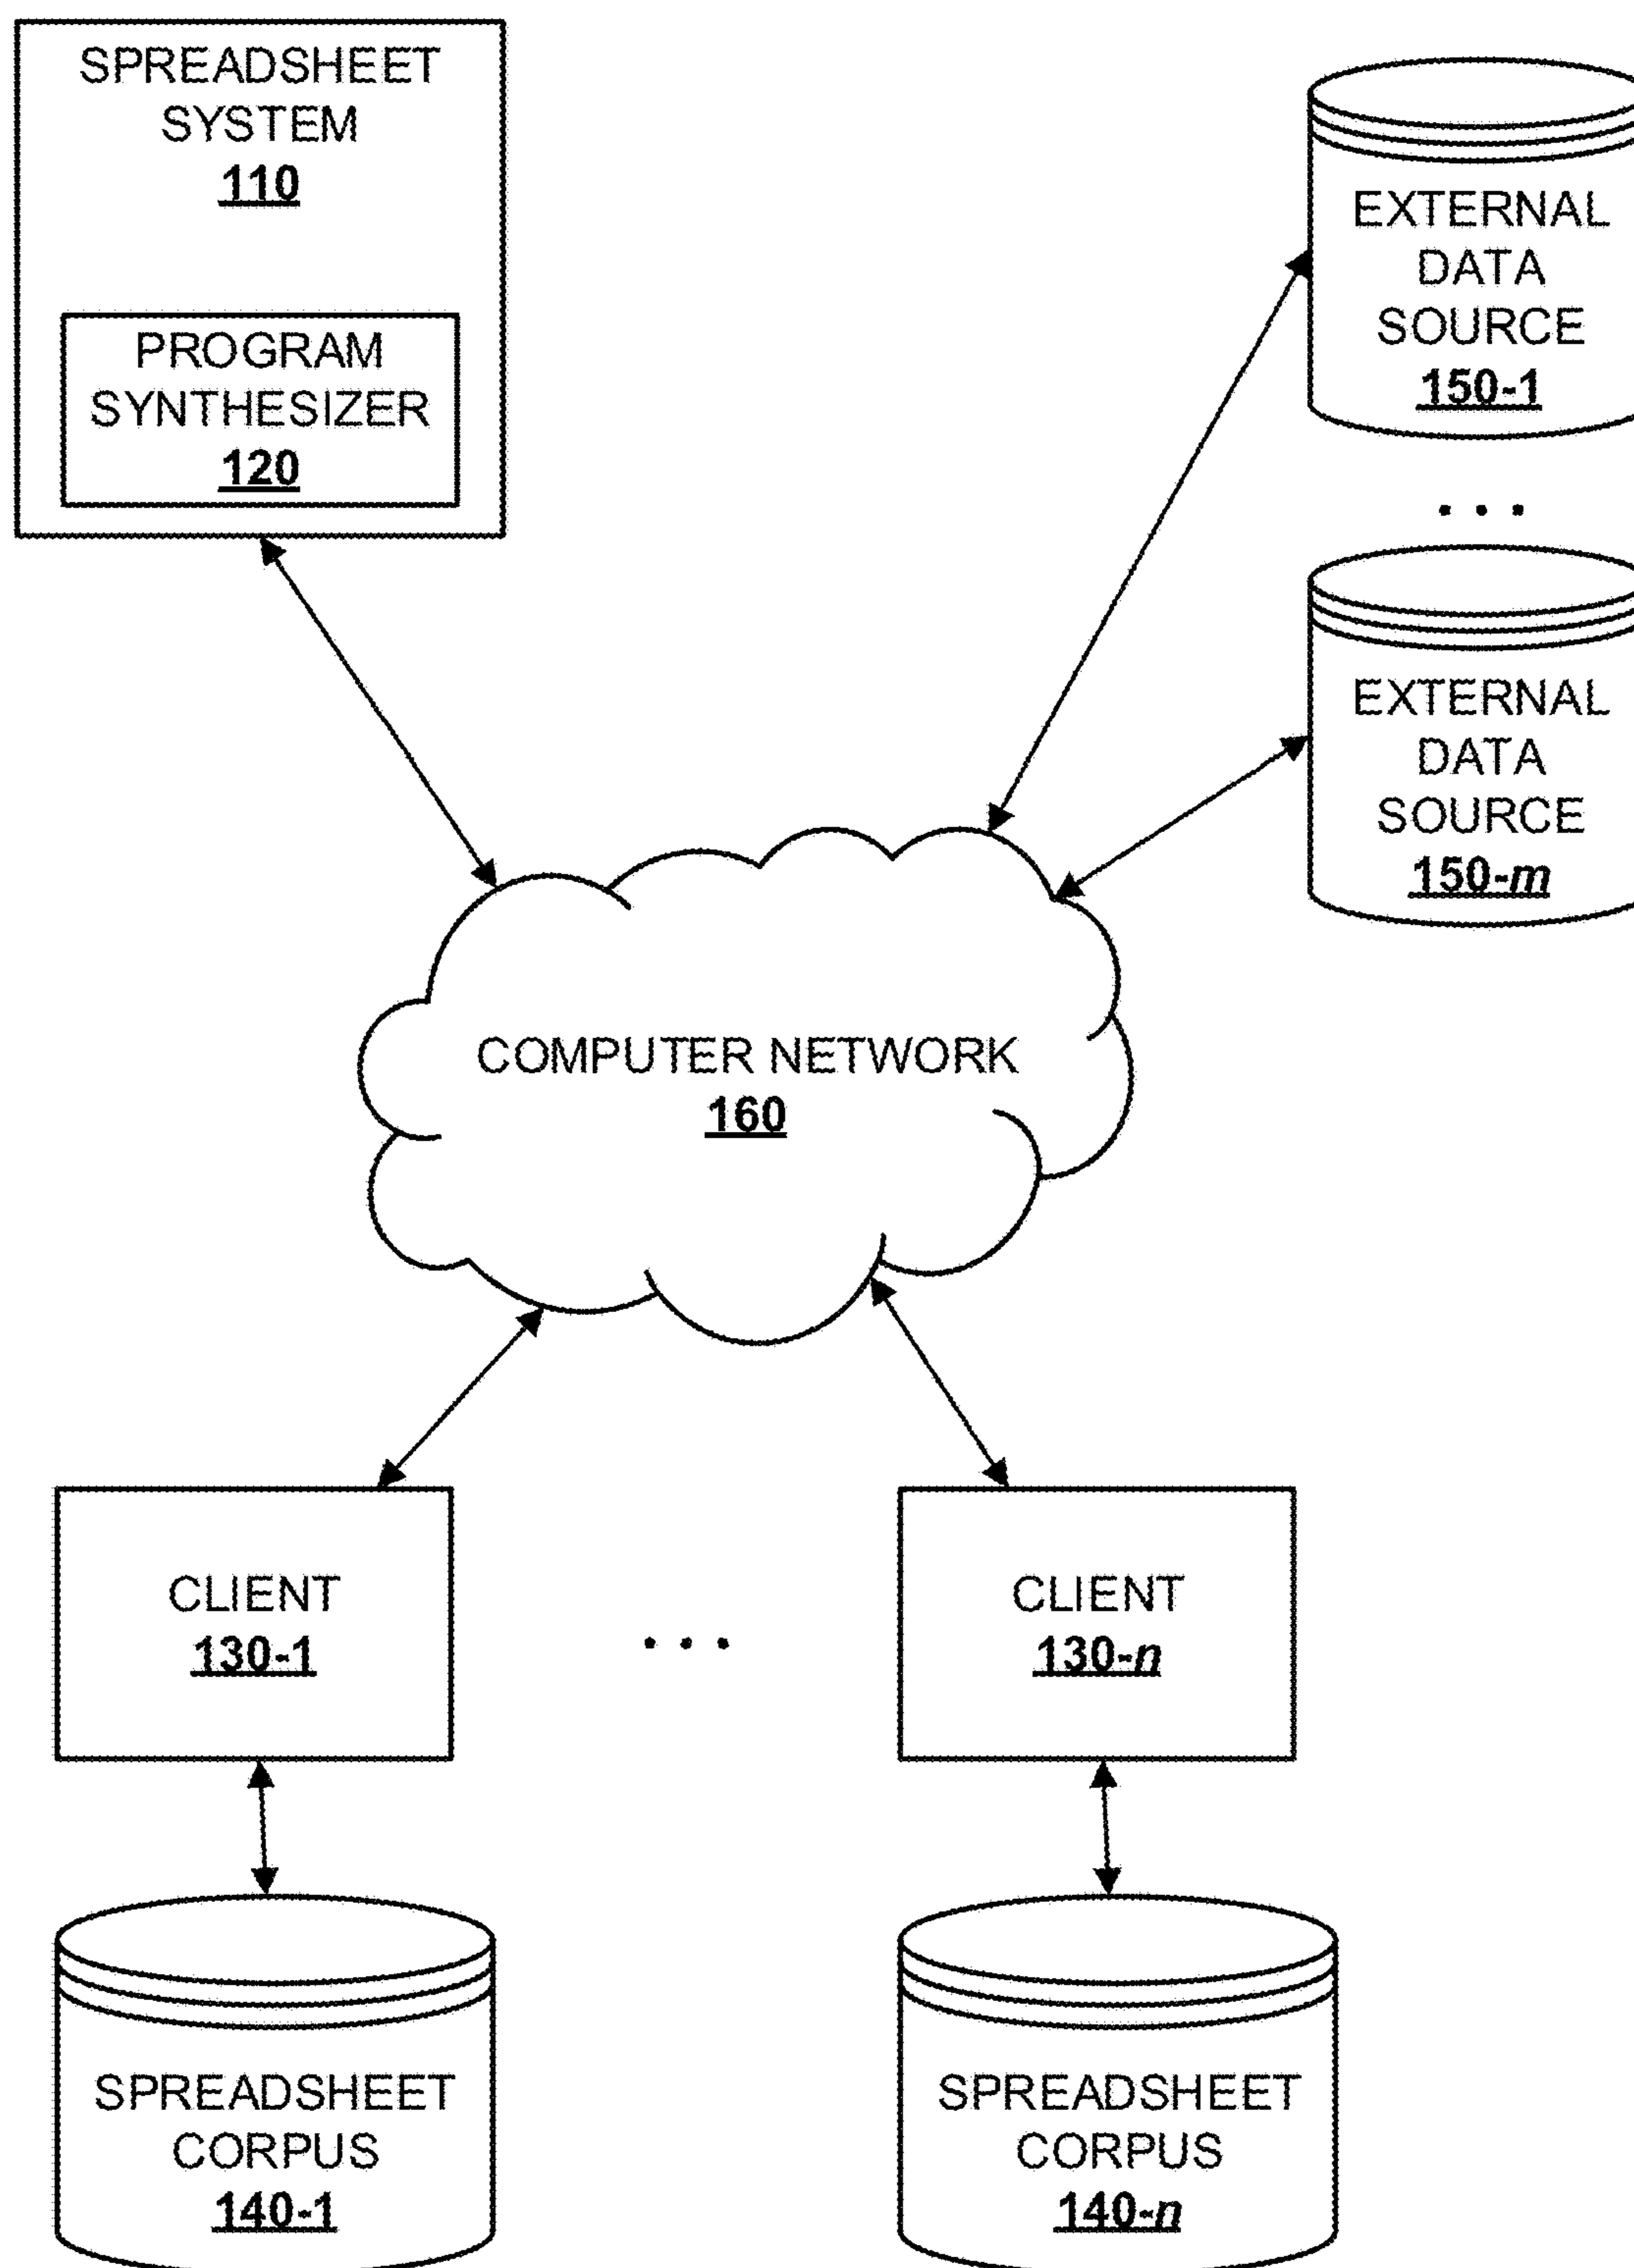 SPREADSHEET
SYSTEM
110
PROGRAM
SYNTHESIZER
120
EXTERNAL
DATA
SOURCE
150-1
. . .
EXTERNAL
DATA
SOURCE
150-m
COMPUTER NETWORK
160
CLIENT
130-1
. . .
CLIENT
130-n
SPREADSHEET
CORPUS
140-1
SPREADSHEET
CORPUS
140-n